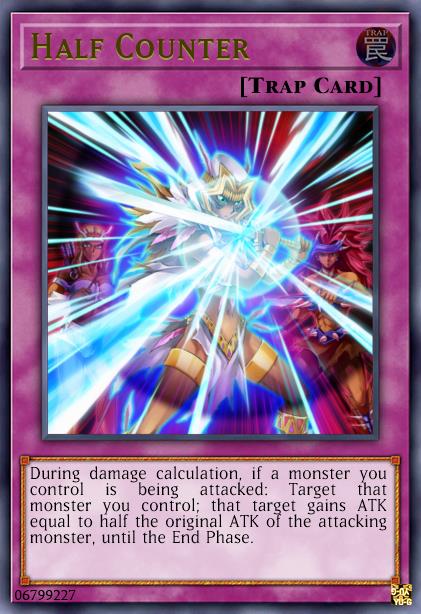 Half Counter
TRAP
罠
[Trap Card]
During damage calculation, if a monster you
control is being attacked: Target that
monster you control; that target gains ATK
equal to half the original ATK of the attacking
monster, until the End Phase.
06799227